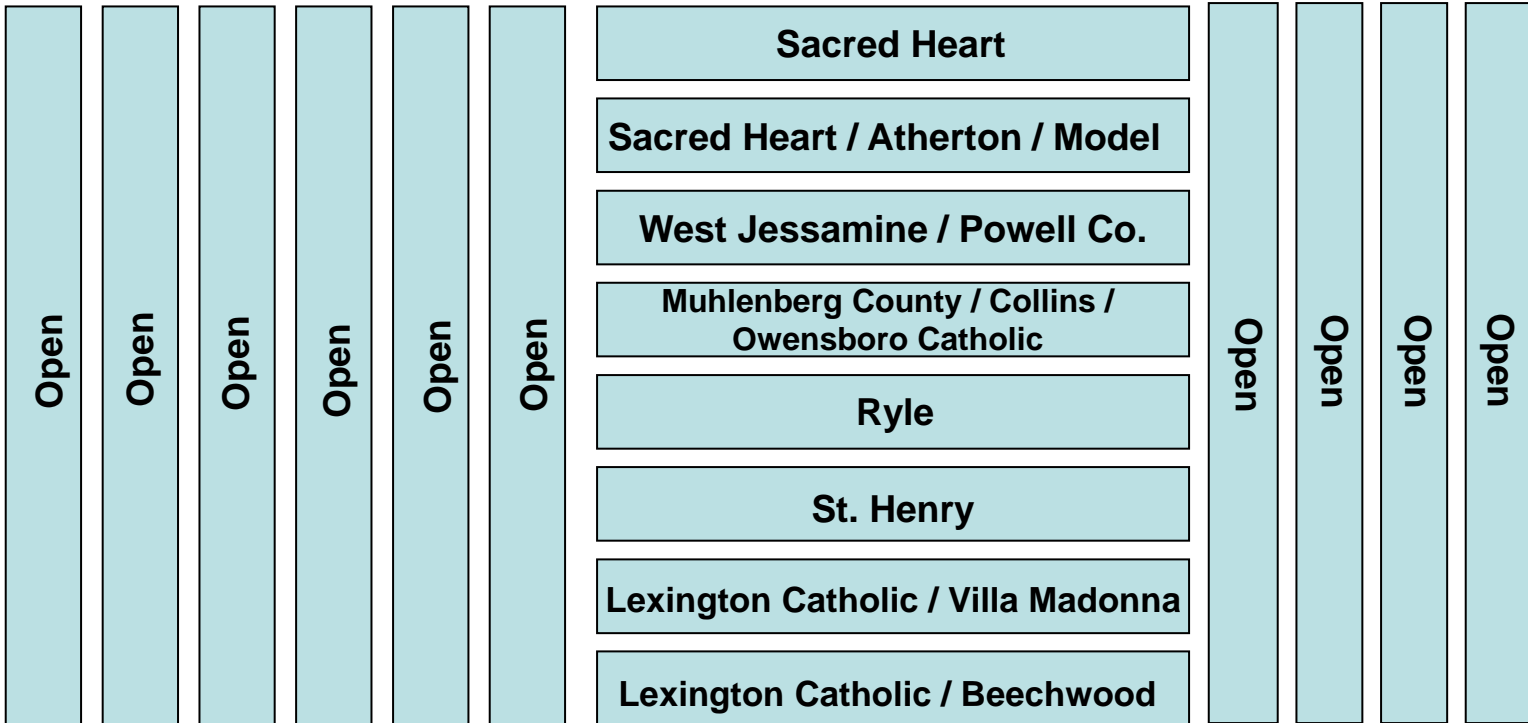 Open
Open
Open
Open
Open
Open
Sacred Heart
Sacred Heart / Atherton / Model
West Jessamine / Powell Co.
Muhlenberg County / Collins /
Owensboro Catholic
Ryle
St. Henry
Lexington Catholic / Villa Madonna
Lexington Catholic / Beechwood
Open
Open
Open
Open